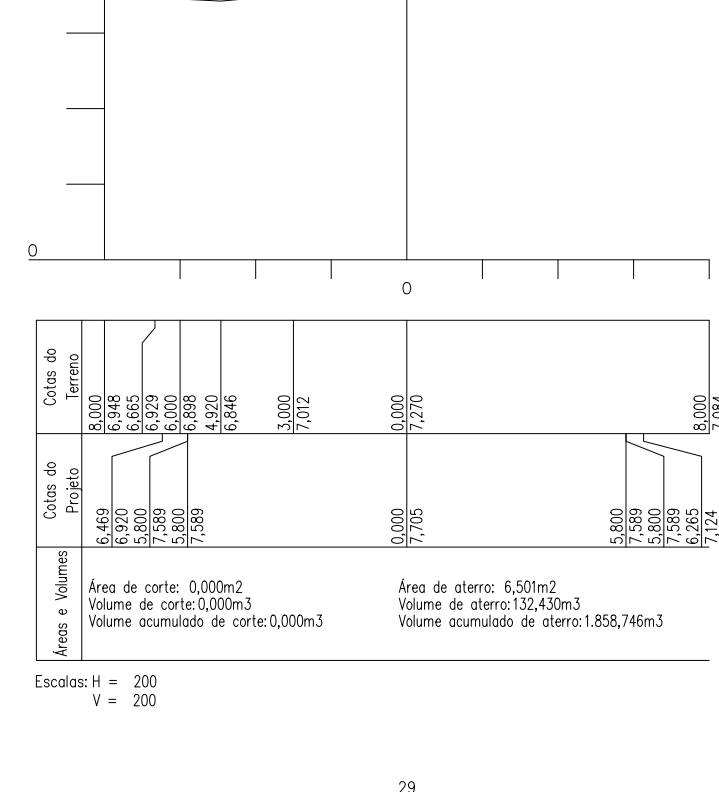 0
0
Cotas do
Terreno
8,000
6,948
6,665
6,929
6,000
6,898
4,920
6,846
3,000
7,012
0,000
7,270
8,000
7,084
Cotas do
Projeto
6,469
6,920
5,800
7,589
5,800
7,589
0,000
7,705
5,800
7,589
5,800
7,589
6,265
7,124
Áreas e Volumes
Área de corte: 0,000m2
Volume de corte:0,000m3
Volume acumulado de corte:0,000m3
Área de aterro: 6,501m2
Volume de aterro:132,430m3
Volume acumulado de aterro:1.858,746m3
Escalas: H = 200
V = 200
29